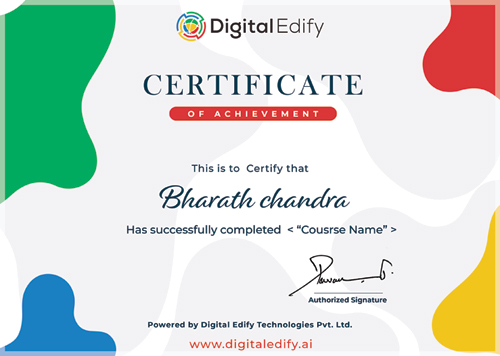 Digital Edify
CERTIFICATE
OF ACHIEVEMENT
This is to Certify that
Bharath chandra
Has successfully completed < “Cousrse Name” >
Authorized Signature
Powered by Digital Edify Technologies Pvt. Ltd.
www.digitaledify.ai